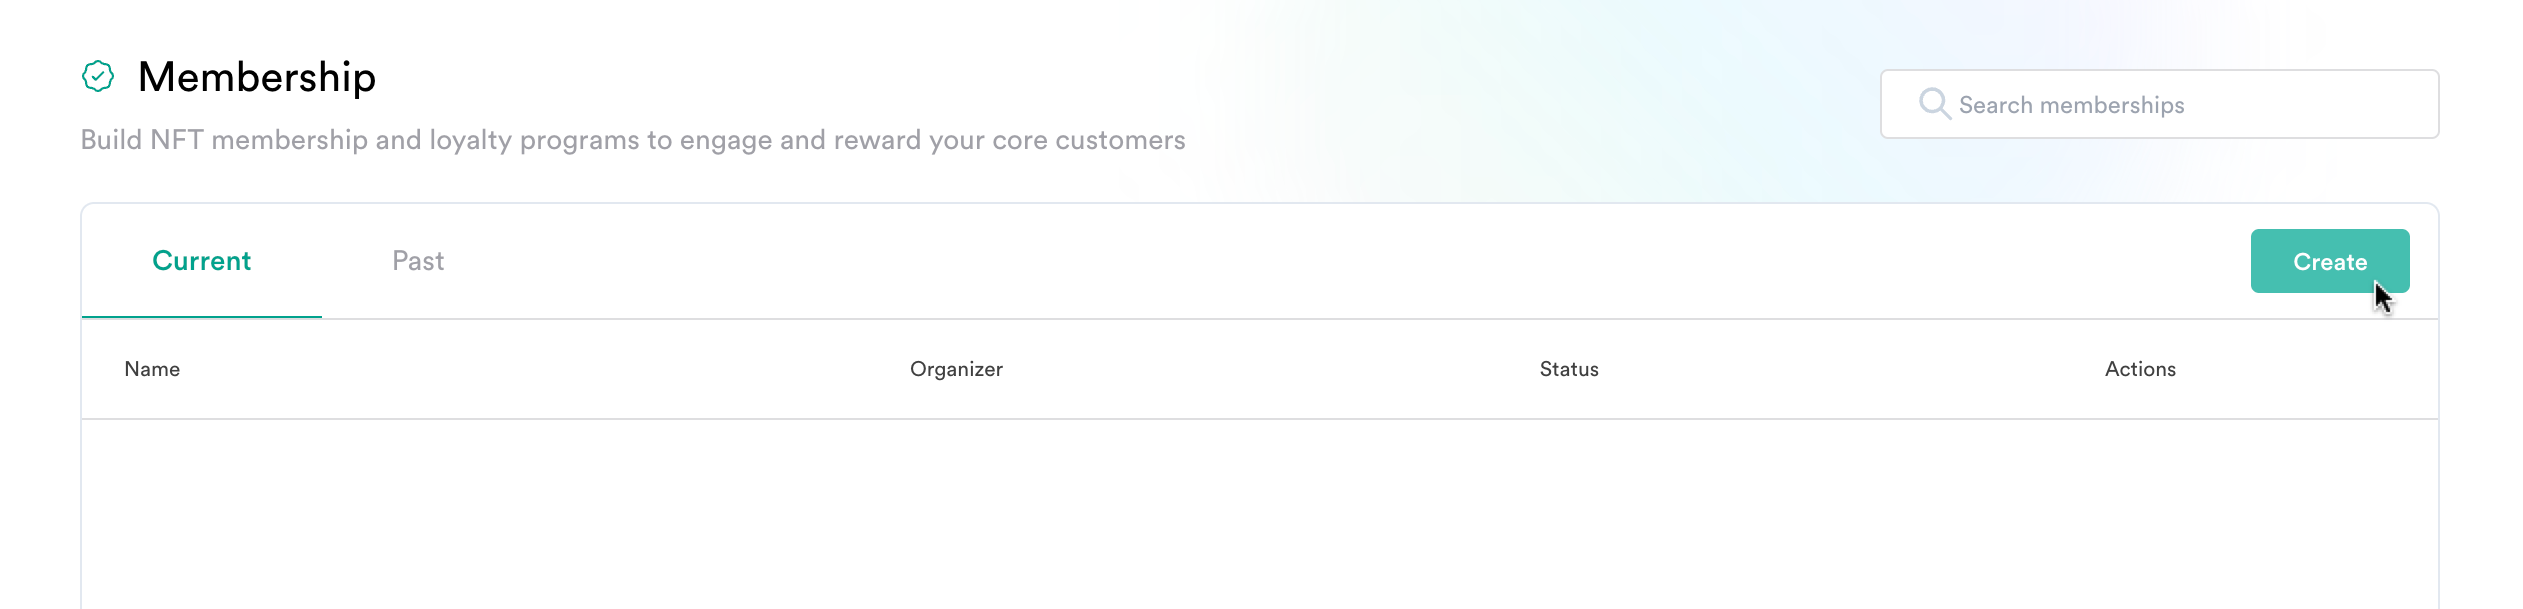 Membership
Build NFT membership and loyalty programs to engage and reward your core customers
Search memberships
Current
Past
Create
Name
Organizer
Status
Actions